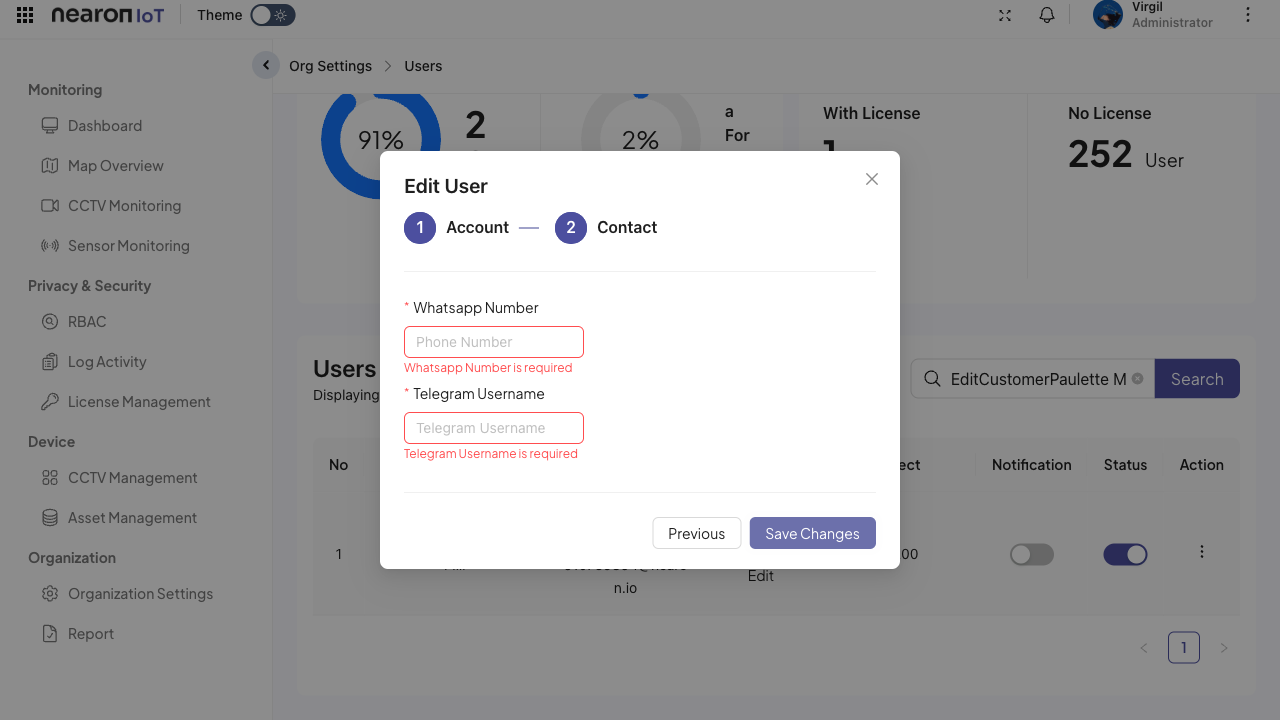 nearon IoT
Theme
Virgil
Administrator
Org Settings
Users
Monitoring
Dashboard
Map Overview
CCTV Monitoring
Sensor Monitoring
Privacy & Security
RBAC
Log Activity
License Management
Device
CCTV Management
Asset Management
Organization
Organization Settings
Report
91%
2
2%
a
For
With License
1
No License
252 User
Edit User
1 Account
2 Contact
* Whatsapp Number
Phone Number
Whatsapp Number is required
* Telegram Username
Telegram Username
Telegram Username is required
Previous
Save Changes
Users
Displaying
EditCustomerPaulette M
Search
No
ect
Notification
Status
Action
1
00
Edit
n.io
1